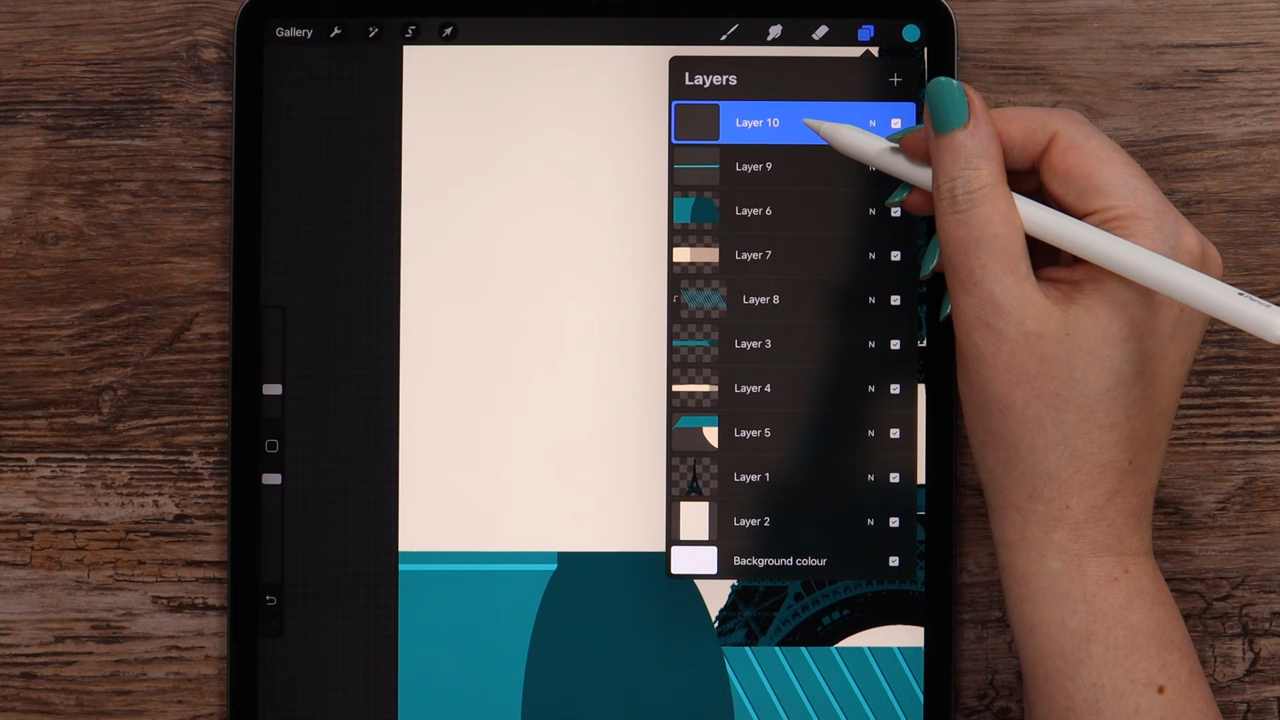 Gallery
Layers
Layer 10 N
Layer 9 N
Layer 6 N
Layer 7 N
Layer 8 N
Layer 3 N
Layer 4 N
Layer 5 N
Layer 1 N
Layer 2 N
Background colour